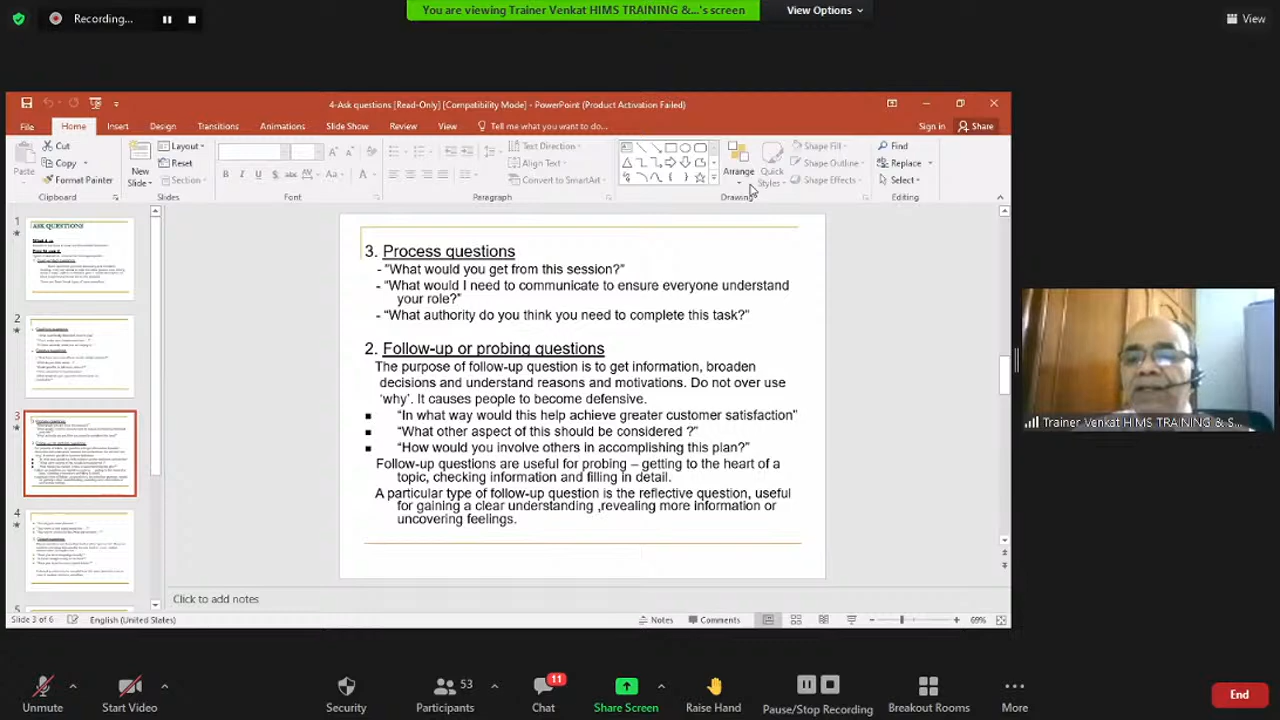 Recording...
You are viewing Trainer Venkat HIMS TRAINING &...'s screen
View Options
View
4-Ask questions [Read-Only] [Compatibility Mode] - PowerPoint (Product Activation Failed)
File
Home
Insert
Design
Transitions
Animations
Slide Show
Review
View
Tell me what you want to do...
Sign in
Share
Paste
Cut
Copy
Format Painter
Clipboard
New
Slide
Layout
Reset
Section
Slides
Font
Text Direction
Align Text
Convert to SmartArt
Paragraph
Arrange
Quick
Styles
Shape Fill
Shape Outline
Shape Effects
Drawing
Find
Replace
Select
Editing
1
ASK QUESTIONS
2
3
4
5
3. Process questions
- "What would you get from this session?"
- "What would I need to communicate to ensure everyone understand
your role?"
- "What authority do you think you need to complete this task?"
2. Follow-up or probing questions
The purpose of follow-up question is to get information, broaden
decisions and understand reasons and motivations. Do not over use
'why'. It causes people to become defensive.
■ "In what way would this help achieve greater customer satisfaction"
■ "What other aspect of this should be considered ?"
■ "How would you involve others in accomplishing this plan
Follow-up questions are useful for probing – getting to the heart of a
topic, checking information and filling in detail.
A particular type of follow-up question is the reflective question, useful
for gaining a clear understanding ,revealing more information or
uncovering feelings.
Click to add notes
Slide 3 of 6
English (United States)
Notes
Comments
69%
Trainer Venkat HIMS TRAINING & S...
Unmute
Start Video
Security
53
Participants
11
Chat
Share Screen
Raise Hand
Pause/Stop Recording
Breakout Rooms
More
End